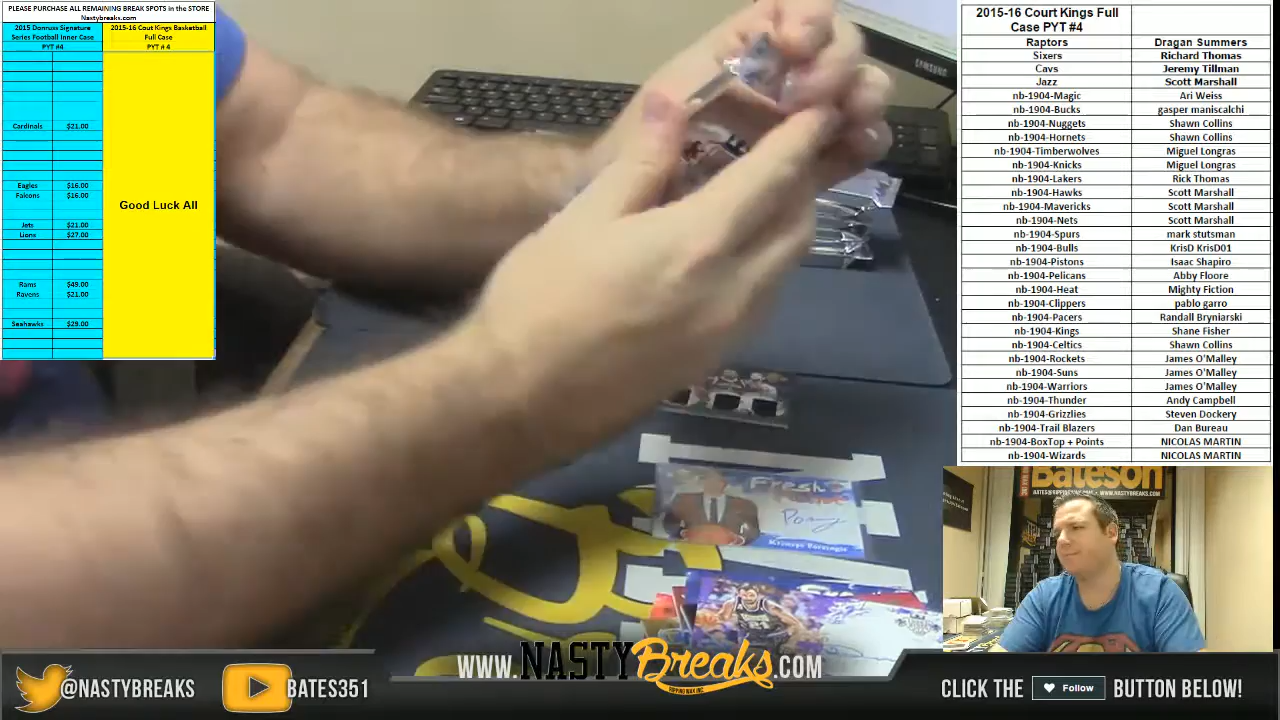 PLEASE PURCHASE ALL REMAINING BREAK SPOTS in the STORE
Nastybreaks.com
2015 Donruss Signature Series Football Inner Case
PYT #4
2015-16 Court Kings Basketball Full Case
PYT # 4
Cardinals $21.00
Eagles $16.00
Falcons $16.00
Jets $21.00
Lions $27.00
Rams $49.00
Ravens $21.00
Seahawks $29.00
Good Luck All
SAMSUNG
2015-16 Court Kings Full Case PYT #4
Raptors Dragan Summers
Sixers Richard Thomas
Cavs Jeremy Tillman
Jazz Scott Marshall
nb-1904-Magic Ari Weiss
nb-1904-Bucks gasper maniscalchi
nb-1904-Nuggets Shawn Collins
nb-1904-Hornets Shawn Collins
nb-1904-Timberwolves Miguel Longras
nb-1904-Knicks Miguel Longras
nb-1904-Lakers Rick Thomas
nb-1904-Hawks Scott Marshall
nb-1904-Mavericks Scott Marshall
nb-1904-Nets Scott Marshall
nb-1904-Spurs mark stutsman
nb-1904-Bulls KrisD KrisD01
nb-1904-Pistons Isaac Shapiro
nb-1904-Pelicans Abby Floore
nb-1904-Heat Mighty Fiction
nb-1904-Clippers pablo garro
nb-1904-Pacers Randall Bryniarski
nb-1904-Kings Shane Fisher
nb-1904-Celtics Shawn Collins
nb-1904-Rockets James O'Malley
nb-1904-Suns James O'Malley
nb-1904-Warriors James O'Malley
nb-1904-Thunder Andy Campbell
nb-1904-Grizzlies Steven Dockery
nb-1904-Trail Blazers Dan Bureau
nb-1904-BoxTop + Points NICOLAS MARTIN
nb-1904-Wizards NICOLAS MARTIN
Fresh Paint
Kristaps Porzingis
Bateson
@NASTYBREAKS
BATES351
WWW.NASTYBreaks.COM
RIPPING WAX INC
CLICK THE Follow BUTTON BELOW!